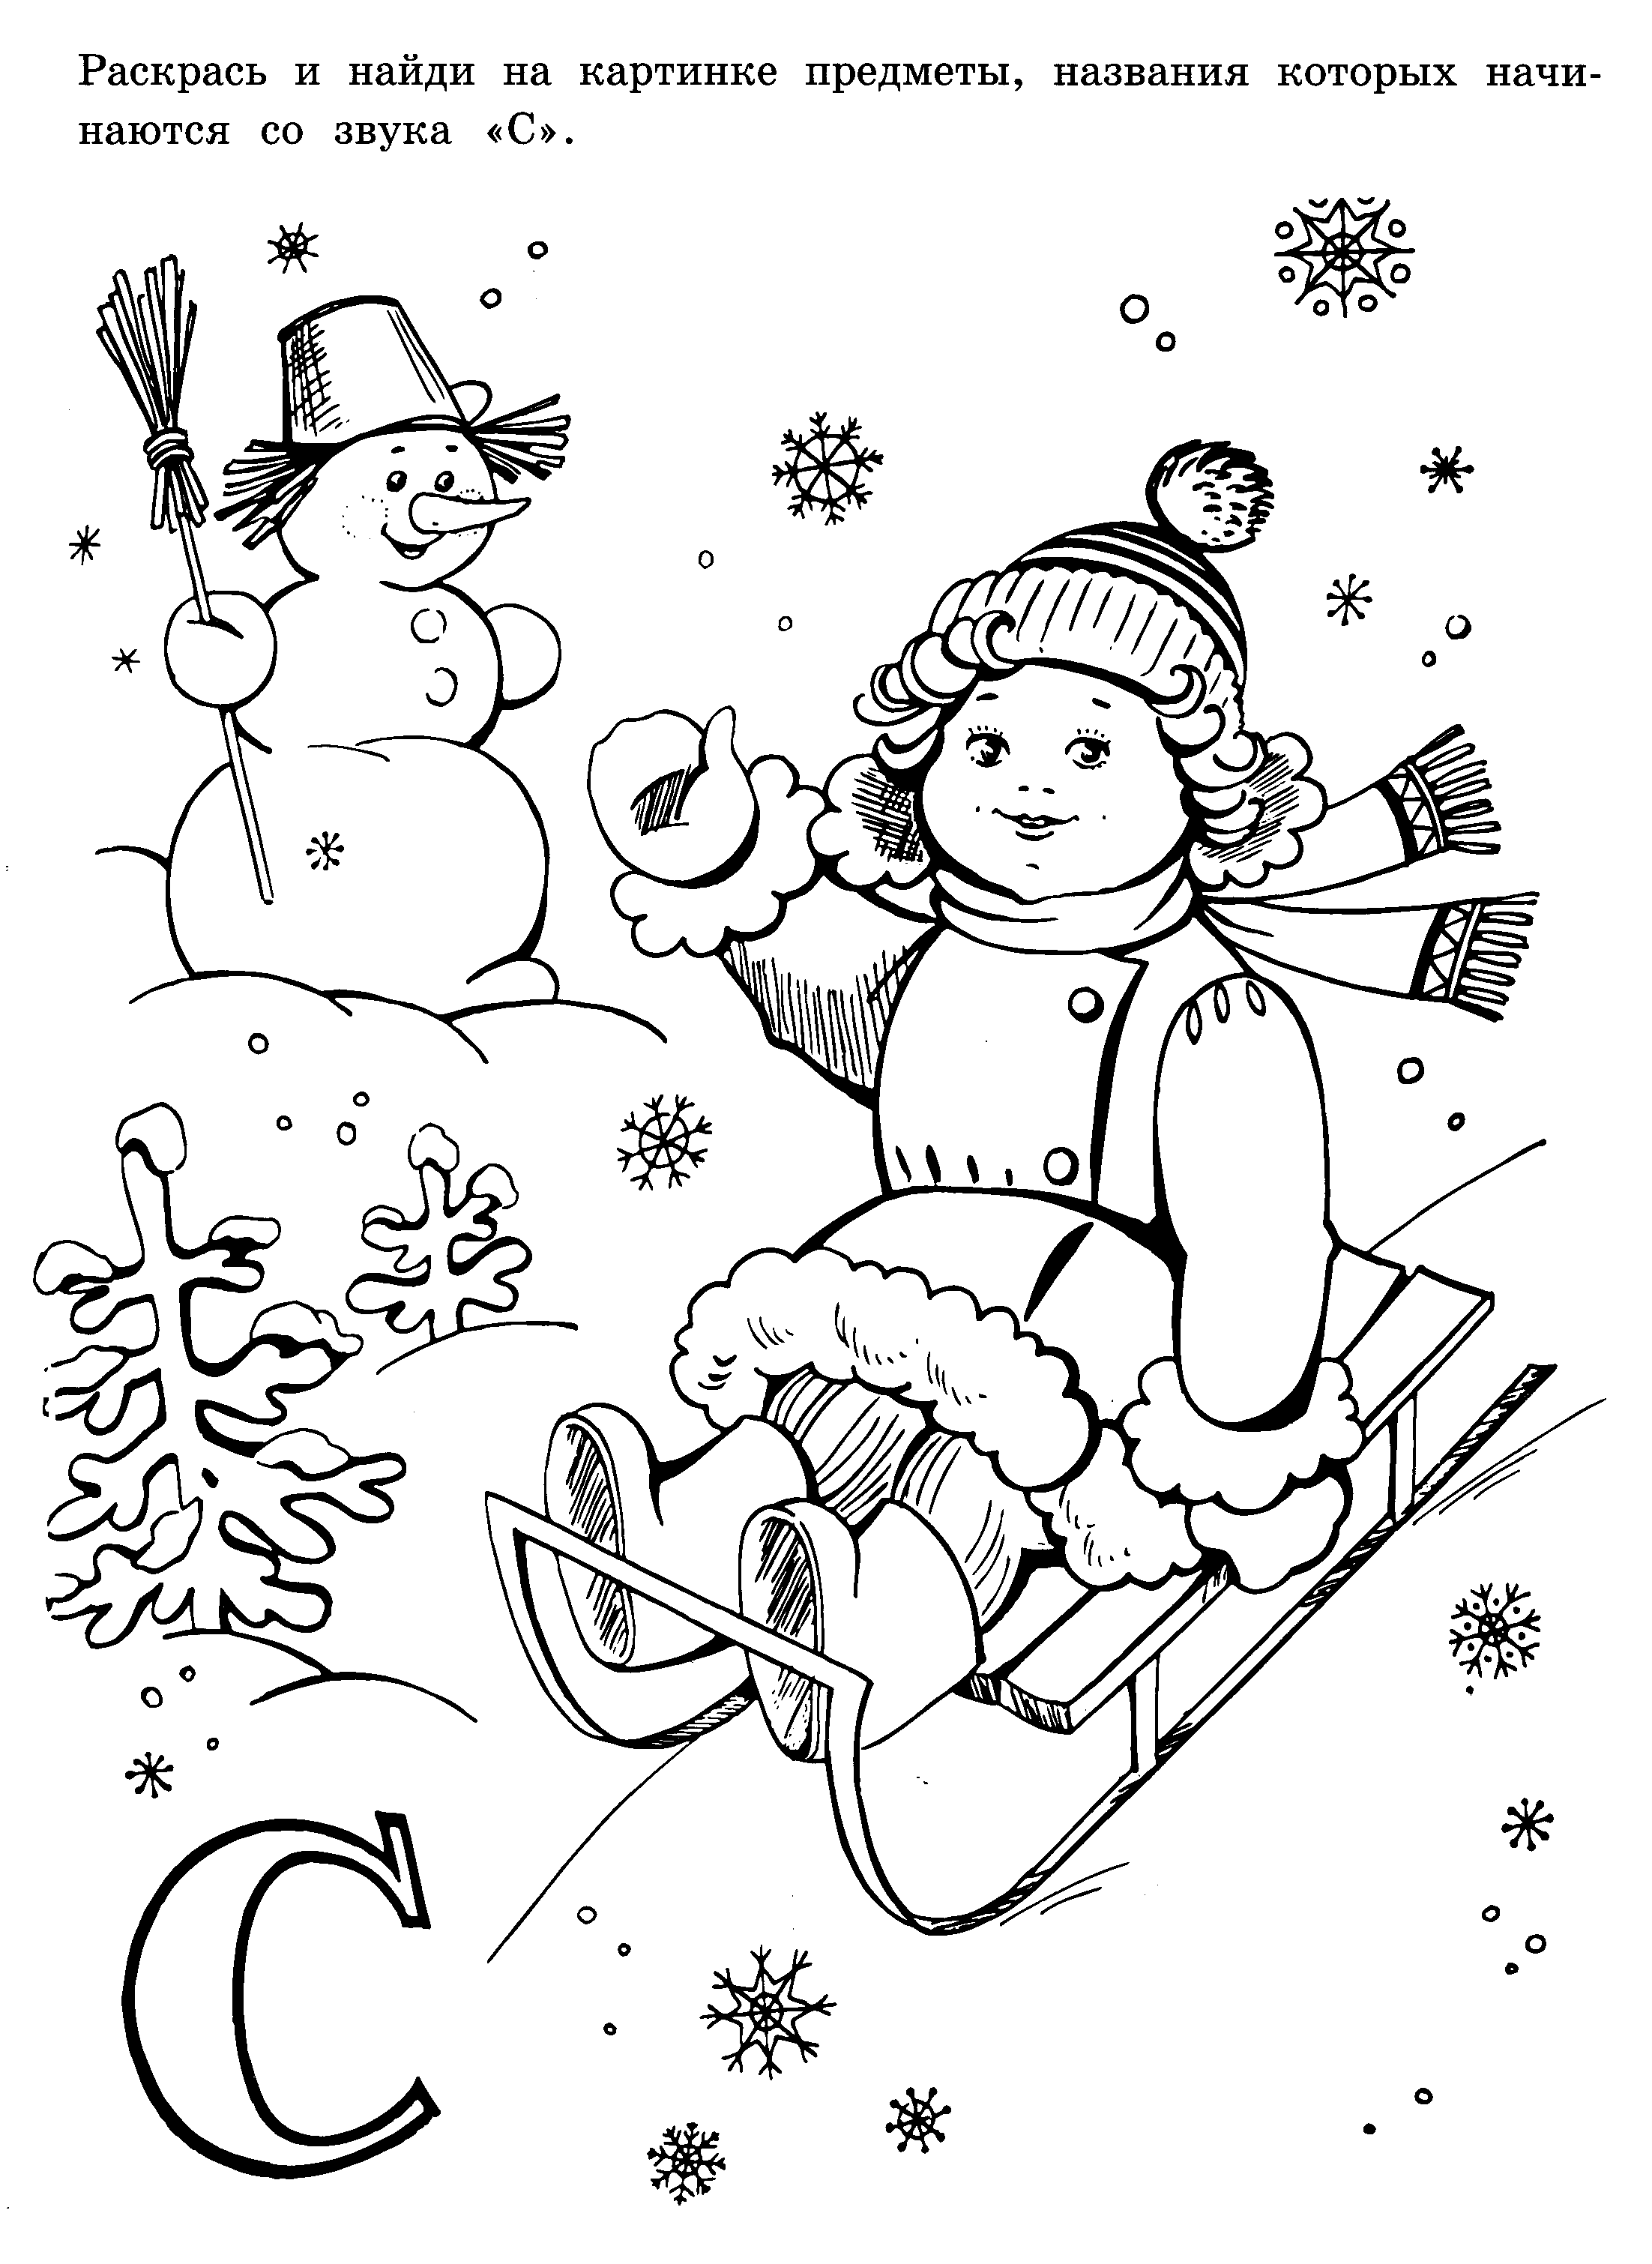 Раскрась и найди на картинке предметы, названия которых начи-
наются со звука «С».
С